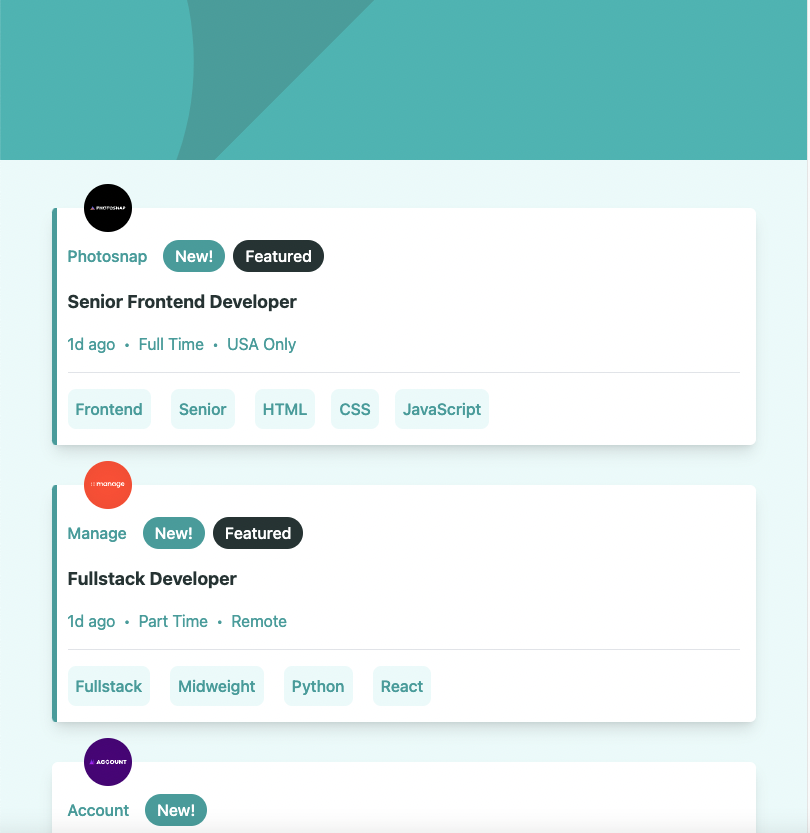 PHOTOSNAP
Photosnap New! Featured
Senior Frontend Developer
1d ago • Full Time • USA Only
Frontend Senior HTML CSS JavaScript
manage
Manage New! Featured
Fullstack Developer
1d ago • Part Time • Remote
Fullstack Midweight Python React
ACCOUNT
Account New!